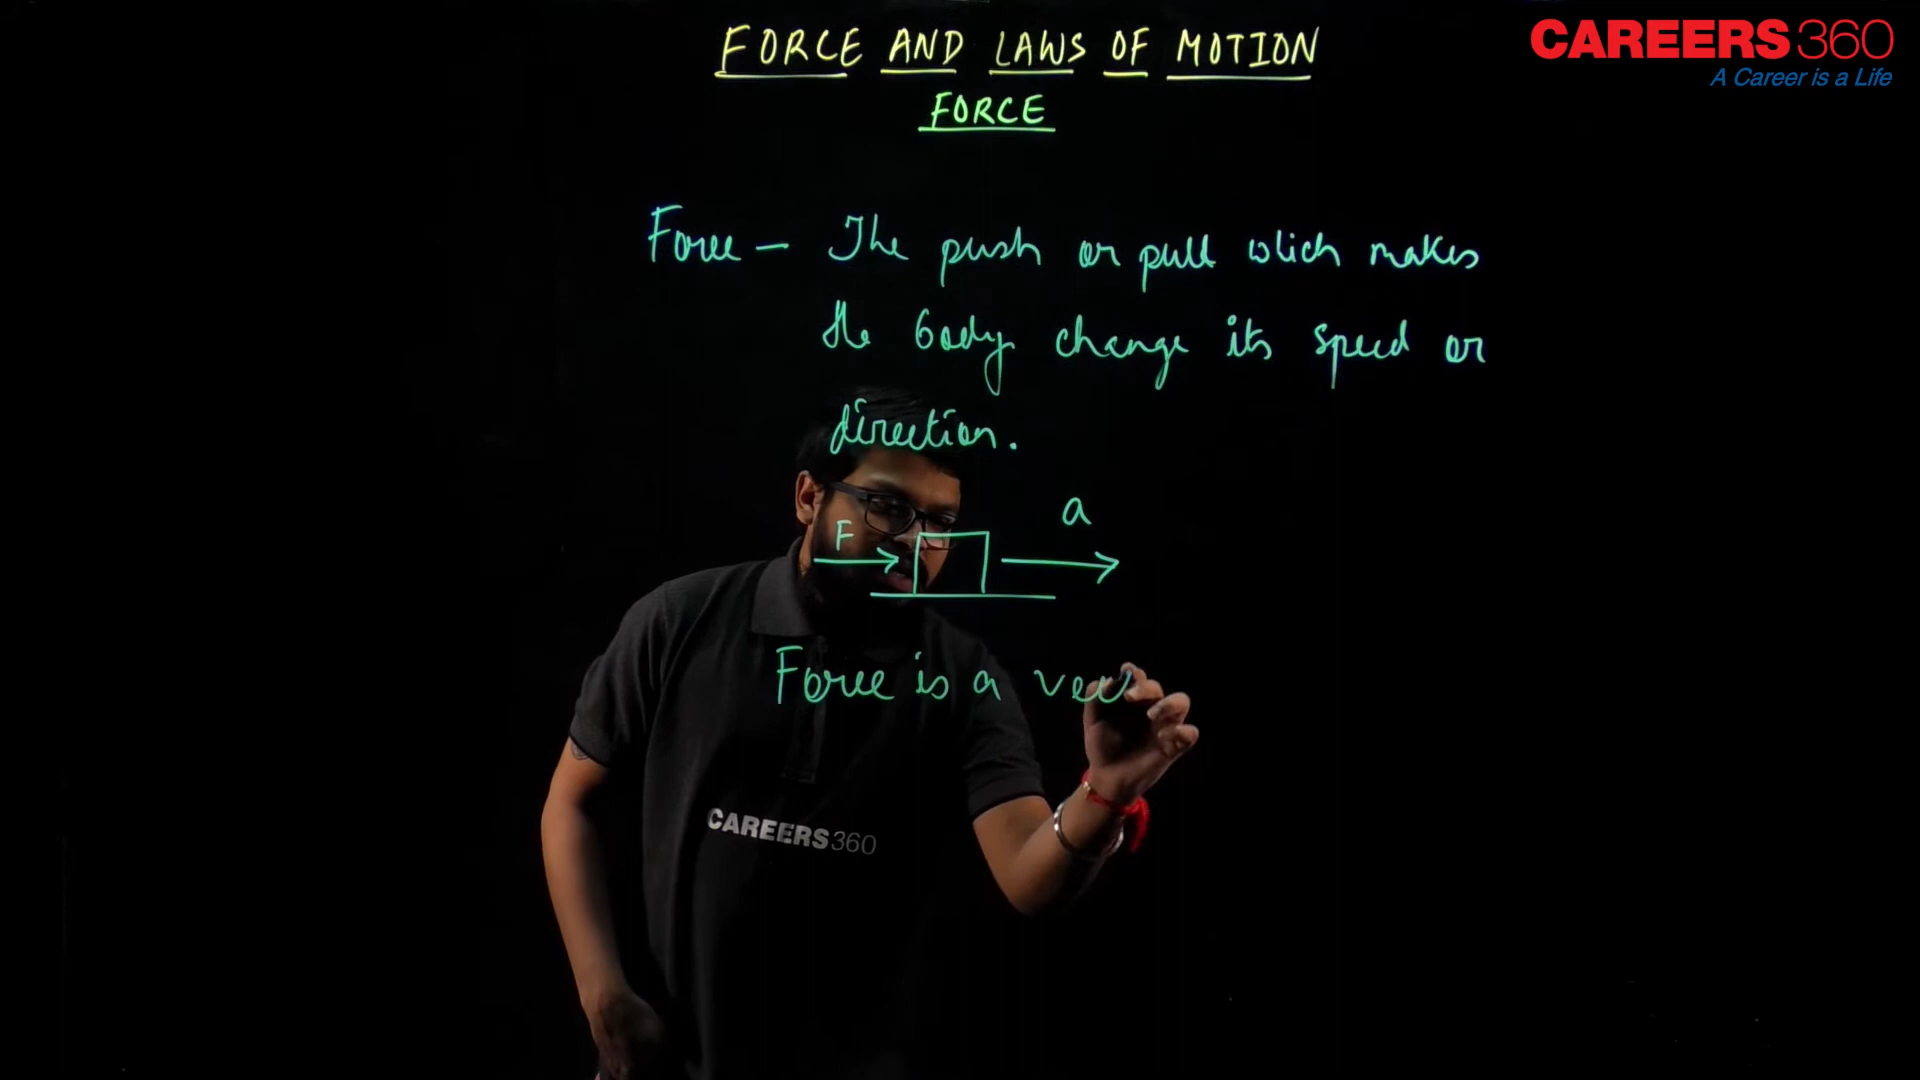 FORCE AND LAWS OF MOTION
CAREERS360
A Career is a Life
FORCE
Force - The push or pull which makes
the body change its speed or
direction.
F
a
Force is a vec
CAREERS360